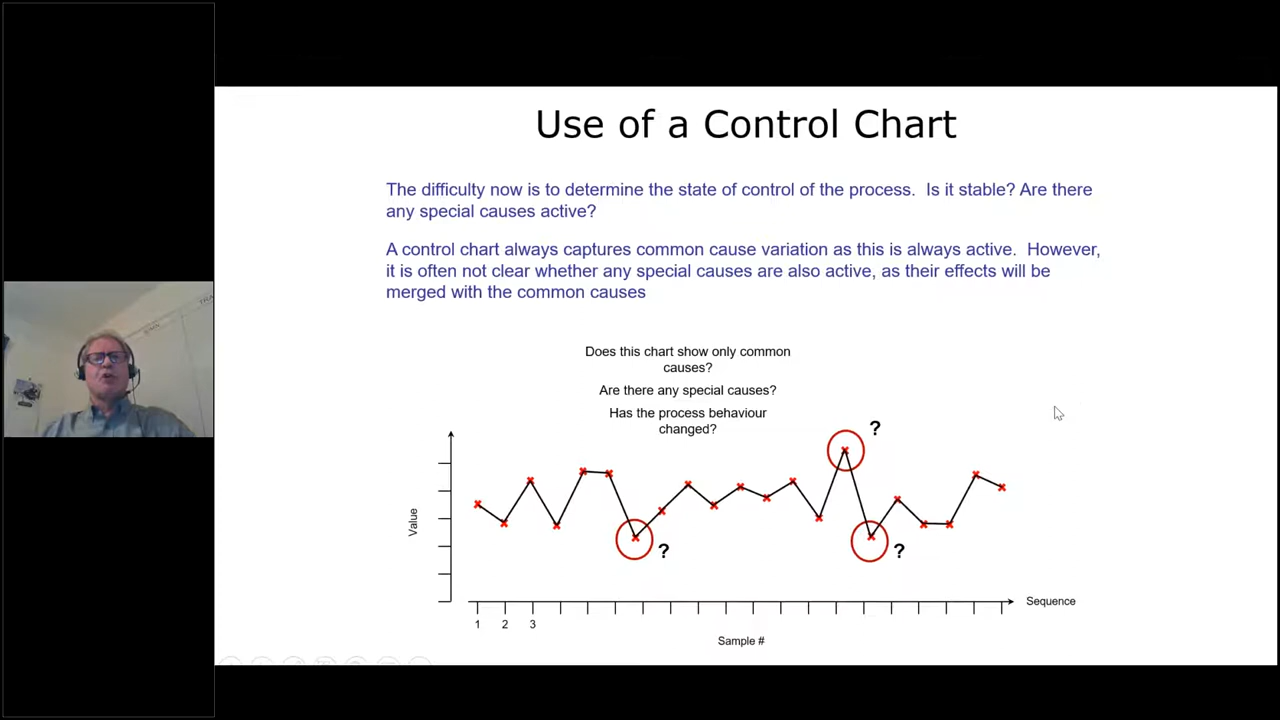 Use of a Control Chart
The difficulty now is to determine the state of control of the process.  Is it stable? Are there
any special causes active?
A control chart always captures common cause variation as this is always active.  However,
it is often not clear whether any special causes are also active, as their effects will be
merged with the common causes
Does this chart show only common
causes?
Are there any special causes?
Has the process behaviour
changed?
?
?
?
Value
Sequence
1 2 3
Sample #